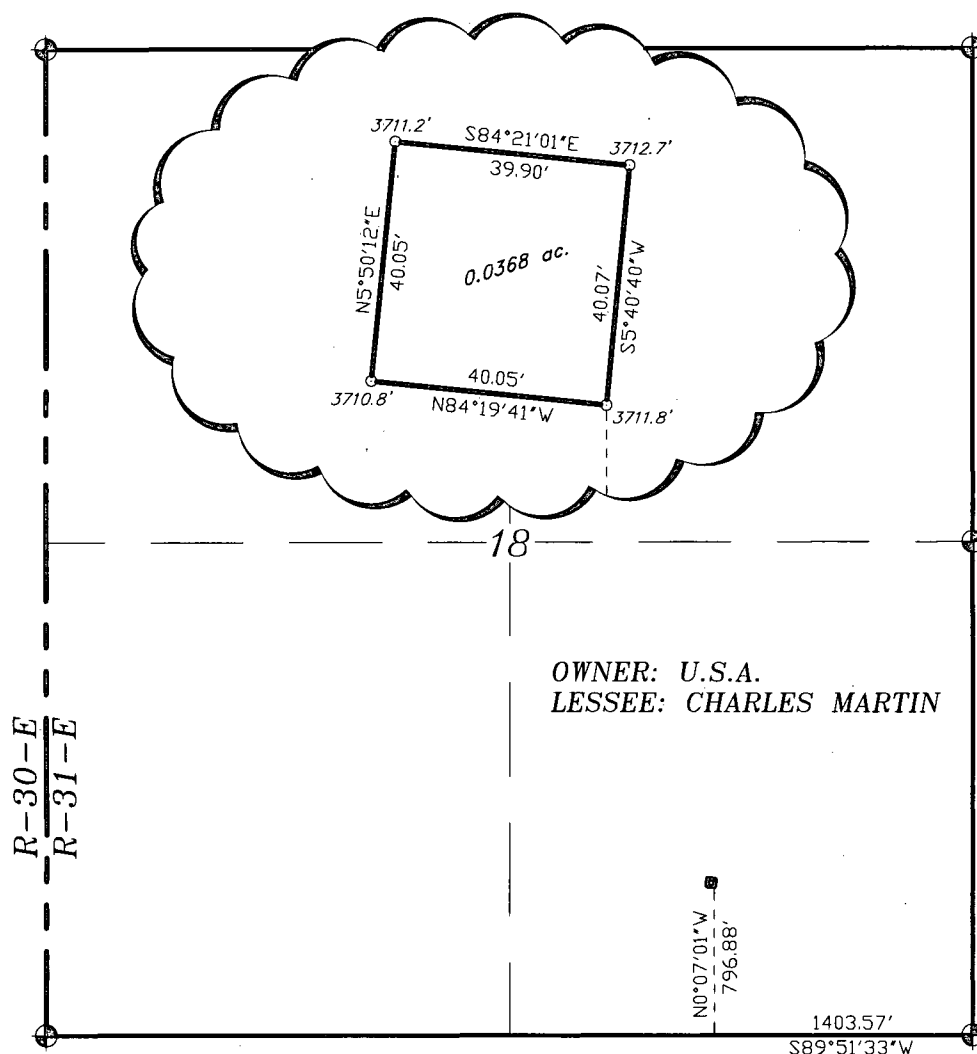 3711.2'
S84°21'01"E
3712.7'
39.90'
N5°50'12"E
40.05'
0.0368 ac.
40.07'
S5°40'40"W
40.05'
3710.8'
N84°19'41"W
3711.8'
18
OWNER: U.S.A.
LESSEE: CHARLES MARTIN
R-30-E
R-31-E
N0°07'01"W
796.88'
1403.57'
S89°51'33"W